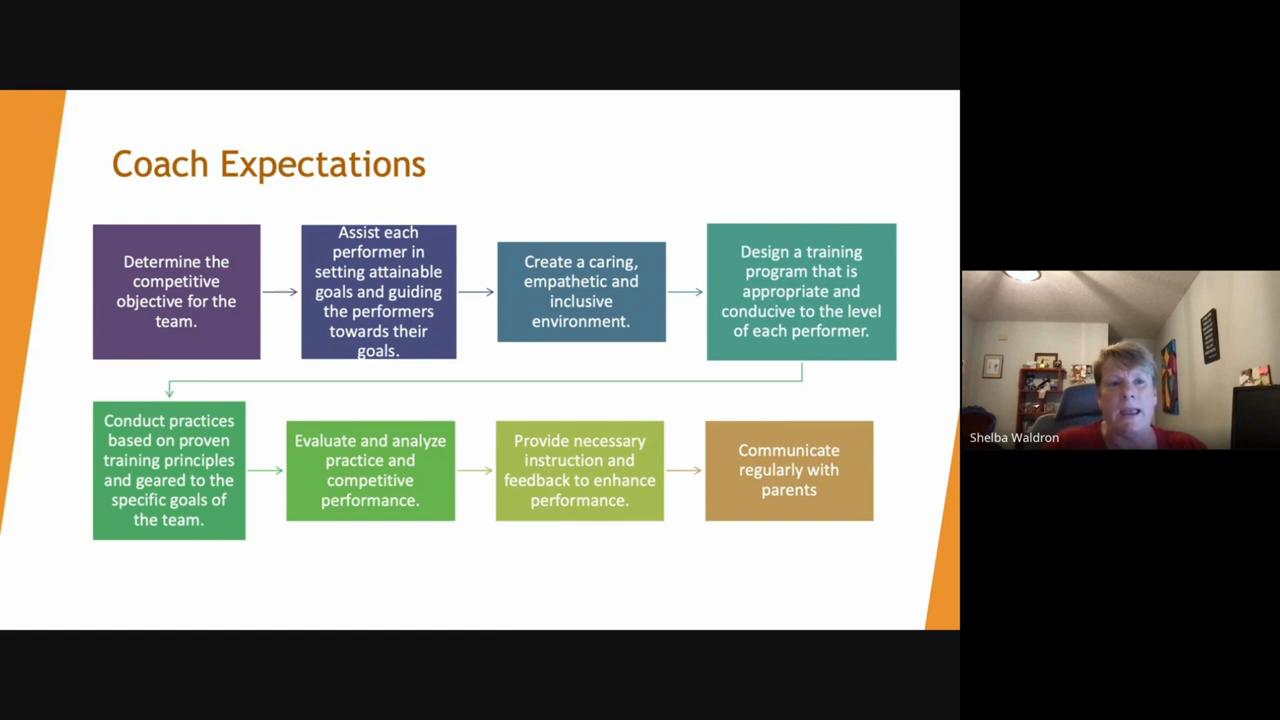 Coach Expectations
Determine the
competitive
objective for the
team.
Assist each
performer in
setting attainable
goals and guiding
the performers
towards their
goals.
Create a caring,
empathetic and
inclusive
environment.
Design a training
program that is
appropriate and
conducive to the level
of each performer.
Conduct practices
based on proven
training principles
and geared to the
specific goals of
the team.
Evaluate and analyze
practice and
competitive
performance.
Provide necessary
instruction and
feedback to enhance
performance.
Communicate
regularly with
parents
Shelba Waldron